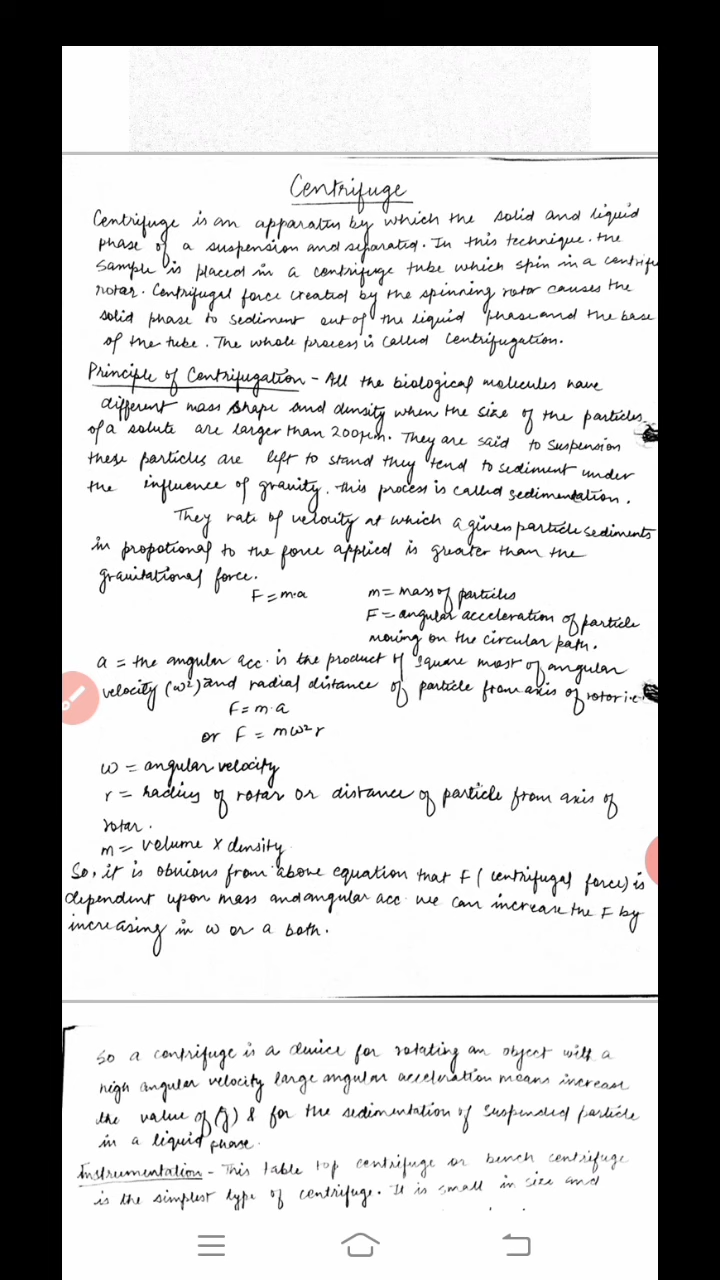 Centrifuge
Centrifuge is an apparatus by which the solid and liquid
phase of a suspension and separated. In this technique. the
sample is placed in a centrifuge tube which spin in a centrifu
rotar. Centrifugal force created by the spinning rotor causes the
solid phase to sediment out of the liquid phase and the base
of the tube. The whole process is called Centrifugation.
Principle of Centrifugation - All the biological molecules have
different mass shape and density when the size of the particles
of a solute are larger than 200μm. They are said to suspension
these particles are left to stand they tend to sediment under
the influence of gravity. This process is called sedimentation.
They rate of velocity at which a given particle sediments
in propotional to the force applied is greater than the
gravitational force.
F = m.a m = mass of particles
F = angular acceleration of particle
moving on the circular path.
a = the angular acc. is the product of square most of angular
velocity (ω²) and radial distance of particle from axis of rotor i.e.
F = m.a
or F = mω²r
ω = angular velocity
r = radius of rotar or distance of particle from axis of
rotar.
m = volume × density
So, it is obvious from above equation that F (centrifugal force) is
dependent upon mass and angular acc. we can increase the F by
increasing in ω or a both.
So a centrifuge is a device for rotating an object with a
high angular velocity large angular acceleration means increase
the value of (g) & for the sedimentation of suspended particle
in a liquid phase.
Instrumentation - This table top centrifuge or bench centrifuge
is the simplest type of centrifuge. It is small in size and